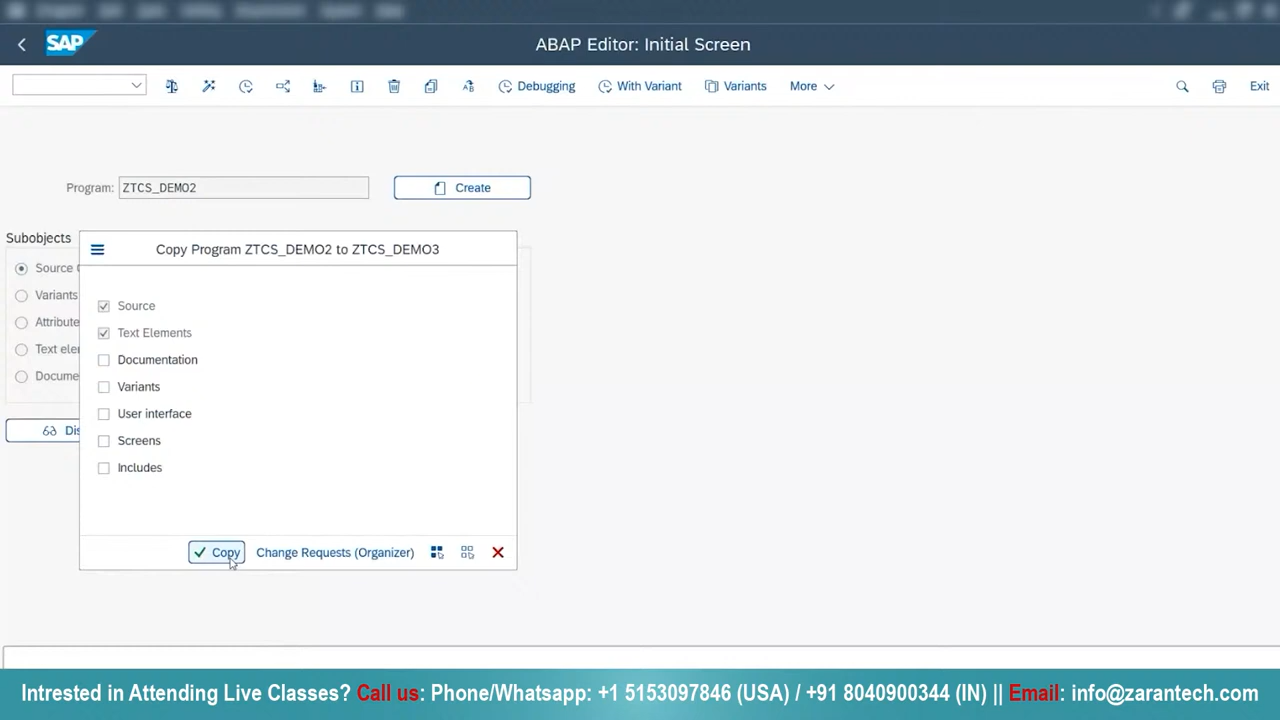 SAP
ABAP Editor: Initial Screen
Debugging
With Variant
Variants
More
Exit
Program:
ZTCS_DEMO2
Create
Subobjects
Source
Variants
Attribute
Text
Copy Program ZTCS_DEMO2 to ZTCS_DEMO3
Source
Text Elements
Documentation
Variants
User interface
Screens
Includes
Copy
Change Requests (Organizer)
Intrested in Attending Live Classes? Call us: Phone/Whatsapp: +1 5153097846 (USA) / +91 8040900344 (IN) || Email: info@zarantech.com